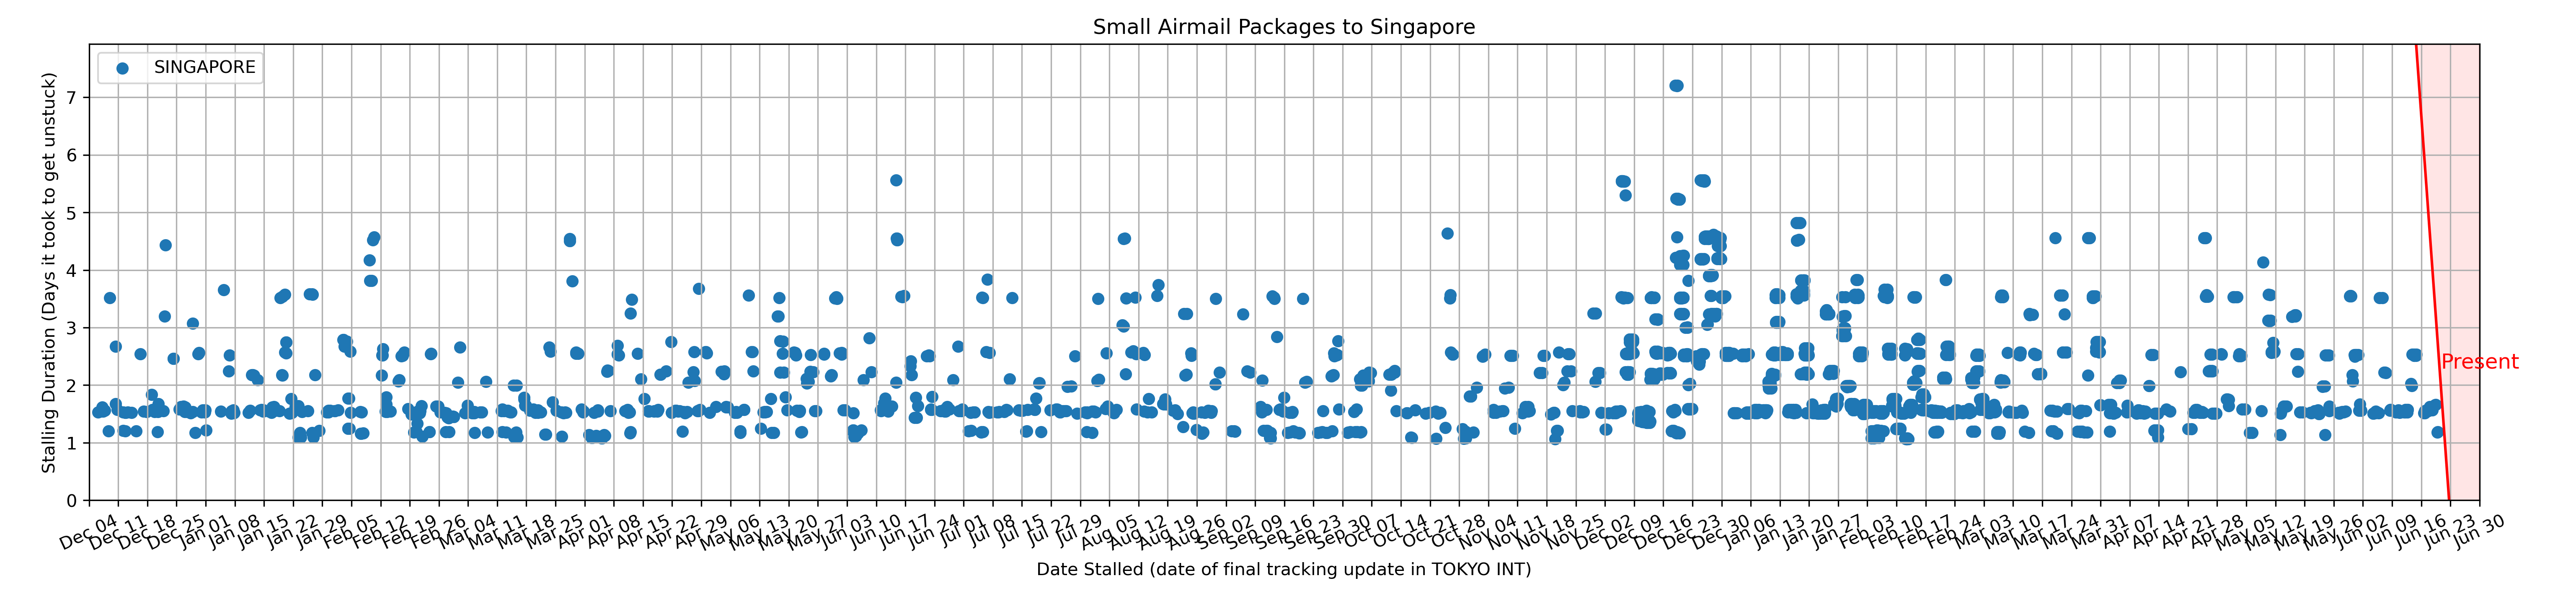 Small Airmail Packages to Singapore
SINGAPORE
Stalling Duration (Days it took to get unstuck)
7
6
5
4
3
2
1
0
Present
Dec 04
Dec 11
Dec 18
Dec 25
Jan 01
Jan 08
Jan 15
Jan 22
Jan 29
Feb 05
Feb 12
Feb 19
Feb 26
Mar 04
Mar 11
Mar 18
Mar 25
Apr 01
Apr 08
Apr 15
Apr 22
Apr 29
May 06
May 13
May 20
May 27
Jun 03
Jun 10
Jun 17
Jun 24
Jul 01
Jul 08
Jul 15
Jul 22
Jul 29
Aug 05
Aug 12
Aug 19
Aug 26
Sep 02
Sep 09
Sep 16
Sep 23
Sep 30
Oct 07
Oct 14
Oct 21
Oct 28
Nov 04
Nov 11
Nov 18
Nov 25
Dec 02
Dec 09
Dec 16
Dec 23
Dec 30
Jan 06
Jan 13
Jan 20
Jan 27
Feb 03
Feb 10
Feb 17
Feb 24
Mar 03
Mar 10
Mar 17
Mar 24
Mar 31
Apr 07
Apr 14
Apr 21
Apr 28
May 05
May 12
May 19
May 26
Jun 02
Jun 09
Jun 16
Jun 23
Jun 30
Date Stalled (date of final tracking update in TOKYO INT)